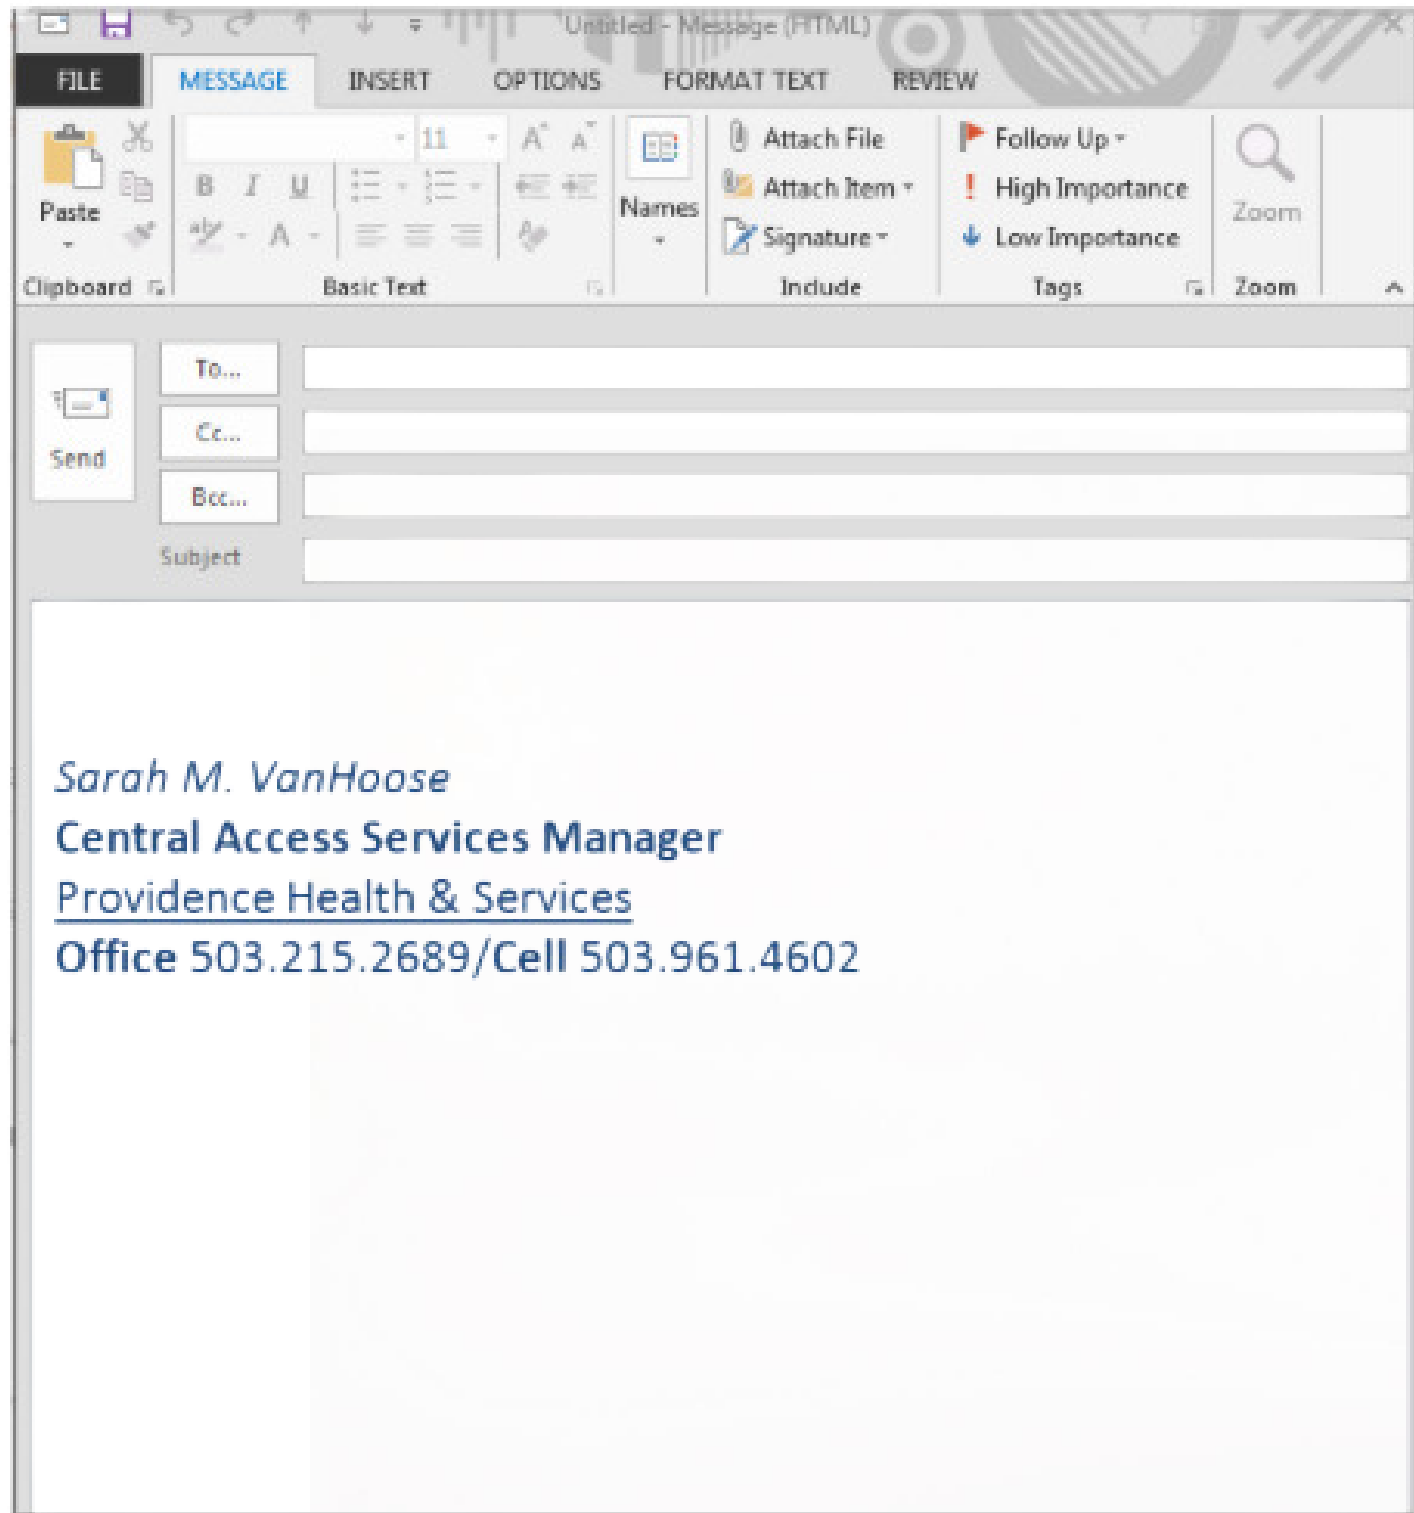 Untitled - Message (HTML)
FILE MESSAGE INSERT OPTIONS FORMAT TEXT REVIEW
Paste
11
B I U
Names
Attach File
Attach Item
Signature
Follow Up
High Importance
Low Importance
Zoom
Clipboard Basic Text Include Tags Zoom
Send
To...
Cc...
Bcc...
Subject
Sarah M. VanHoose
Central Access Services Manager
Providence Health & Services
Office 503.215.2689/Cell 503.961.4602